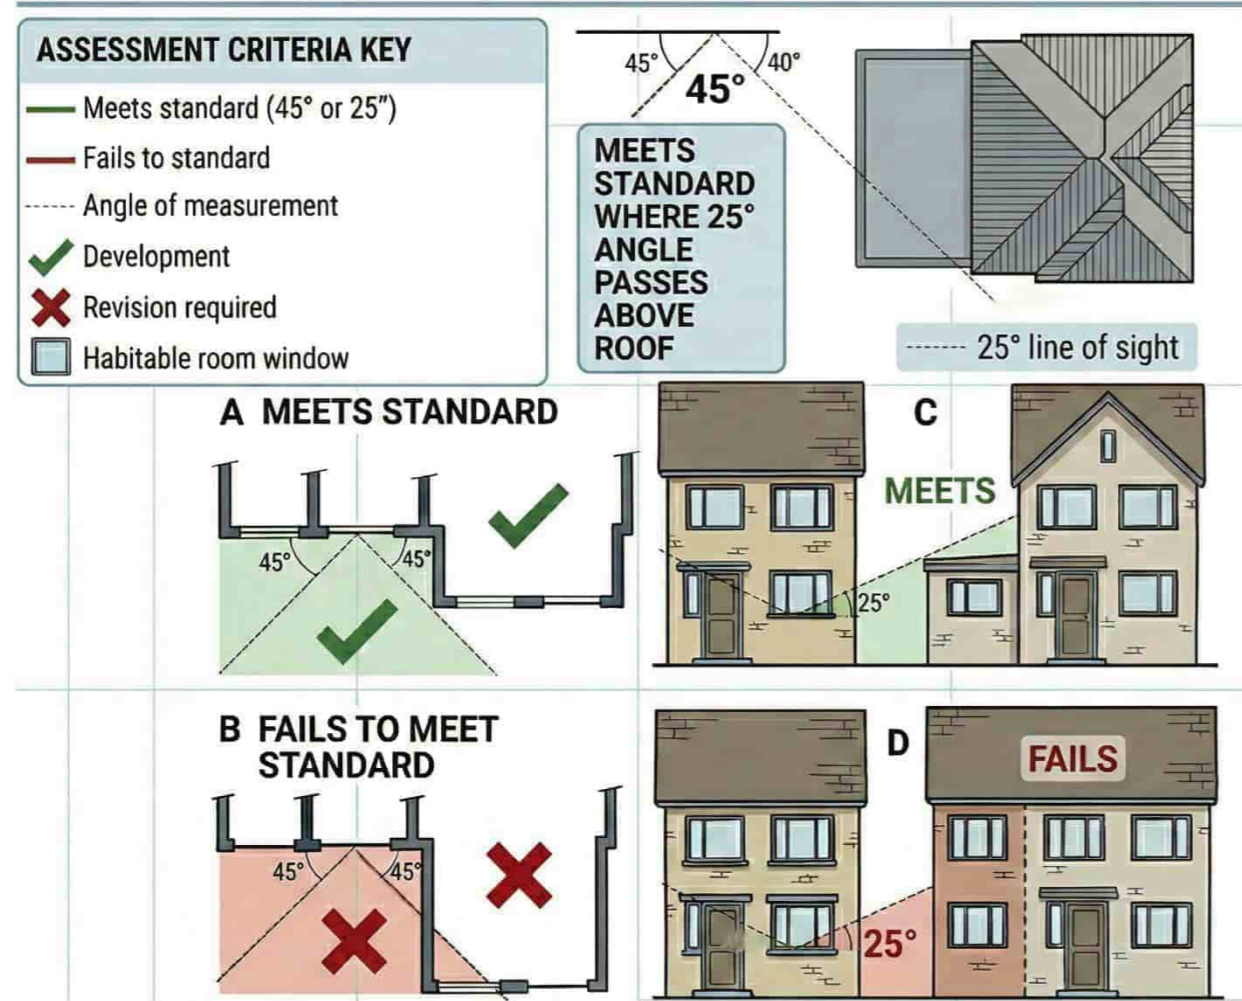 ASSESSMENT CRITERIA KEY
Meets standard (45° or 25”)
Fails to standard
Angle of measurement
Development
Revision required
Habitable room window
45°
40°
45°
MEETS
STANDARD
WHERE 25°
ANGLE
PASSES
ABOVE
ROOF
25° line of sight
A MEETS STANDARD
45°
45°
C
MEETS
25°
B FAILS TO MEET
STANDARD
45°
45°
D
FAILS
25°